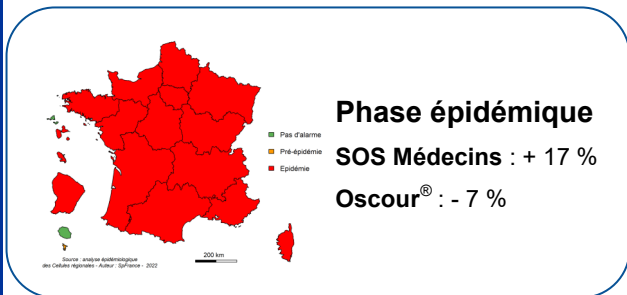 Pas d'alarme
Pré-épidémie
Epidémie
200 km
Source : analyse épidémiologique
des Cellules régionales - Auteur : SpFrance - 2022
Phase épidémique
SOS Médecins : + 17 %
Oscour® : - 7 %